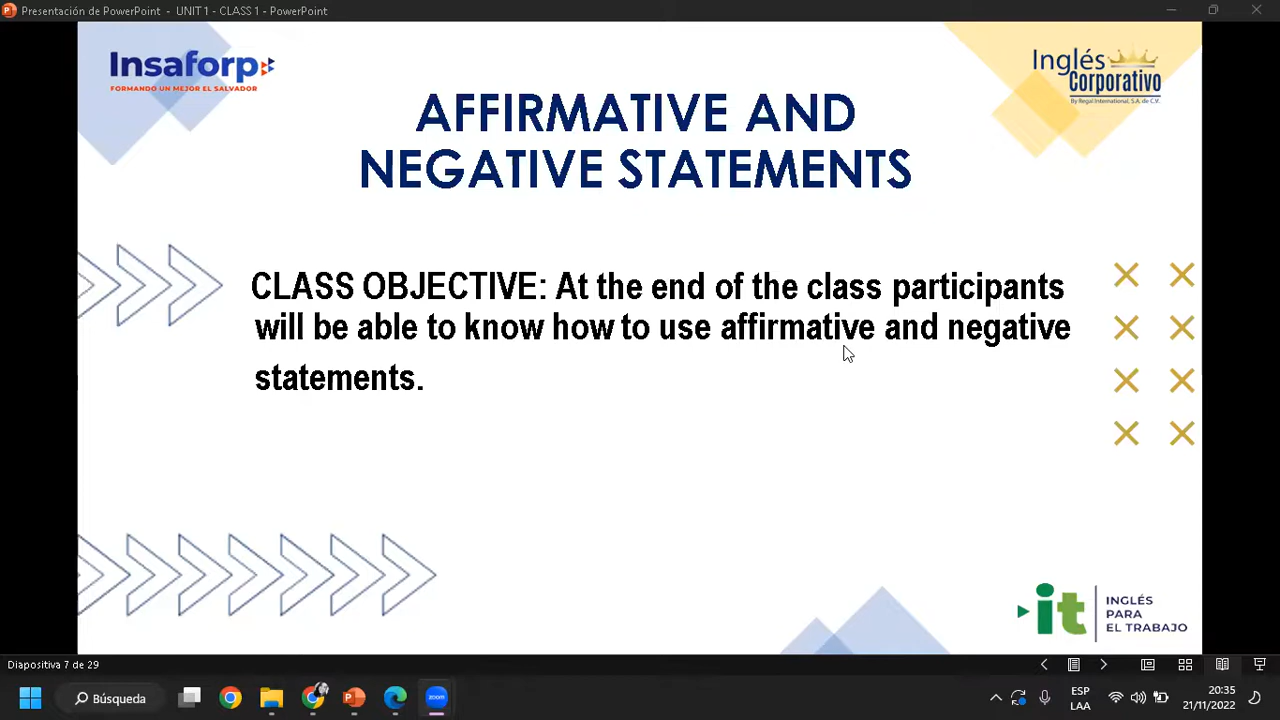 Presentación de PowerPoint - UNIT 1 - CLASS 1 - PowerPoint
Insaforp
FORMANDO UN MEJOR EL SALVADOR
Inglés
Corporativo
By Regal International, S.A. de C.V.
AFFIRMATIVE AND
NEGATIVE STATEMENTS
CLASS OBJECTIVE: At the end of the class participants
will be able to know how to use affirmative and negative
statements.
it
INGLÉS
PARA
EL TRABAJO
Diapositiva 7 de 29
Búsqueda
zoom
ESP
LAA
20:35
21/11/2022